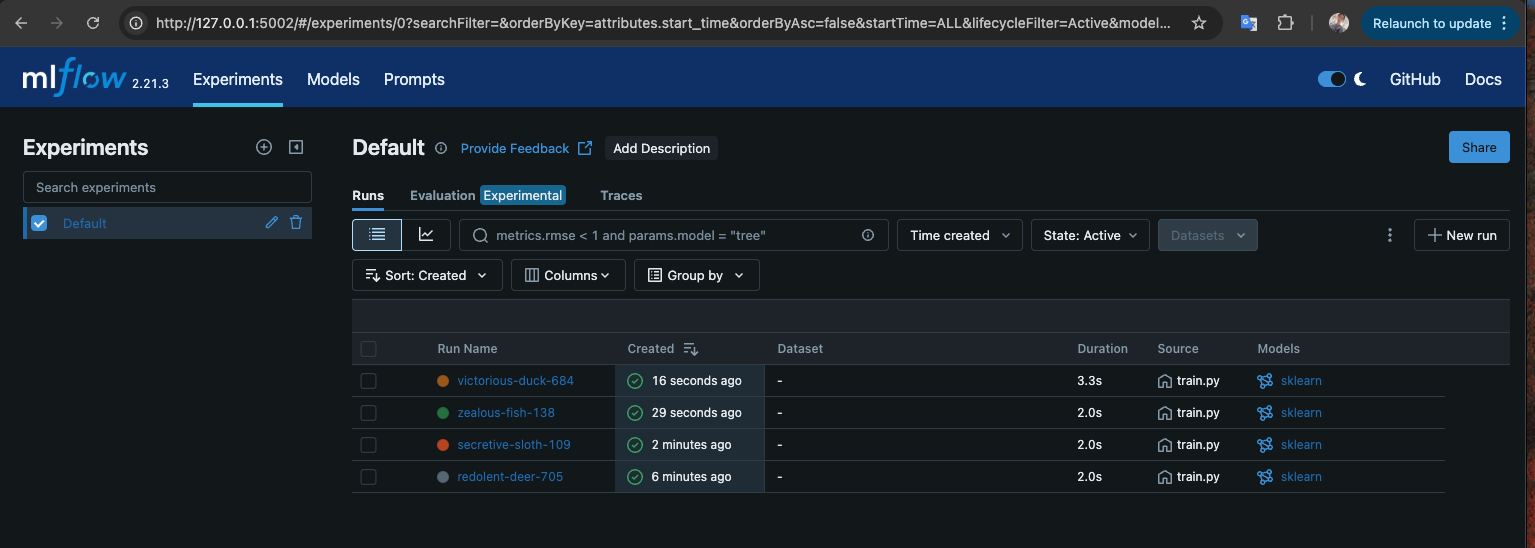 http://127.0.0.1:5002/#/experiments/0?searchFilter=&orderByKey=attributes.start_time&orderByAsc=false&startTime=ALL&lifecycleFilter=Active&model... Relaunch to update
mlflow 2.21.3 Experiments Models Prompts GitHub Docs
Experiments Default Provide Feedback Add Description Share
Search experiments
Runs Evaluation Experimental Traces
Default
metrics.rmse < 1 and params.model = "tree" Time created State: Active Datasets New run
Sort: Created Columns Group by
Run Name Created Dataset Duration Source Models
victorious-duck-684 16 seconds ago - 3.3s train.py sklearn
zealous-fish-138 29 seconds ago - 2.0s train.py sklearn
secretive-sloth-109 2 minutes ago - 2.0s train.py sklearn
redolent-deer-705 6 minutes ago - 2.0s train.py sklearn